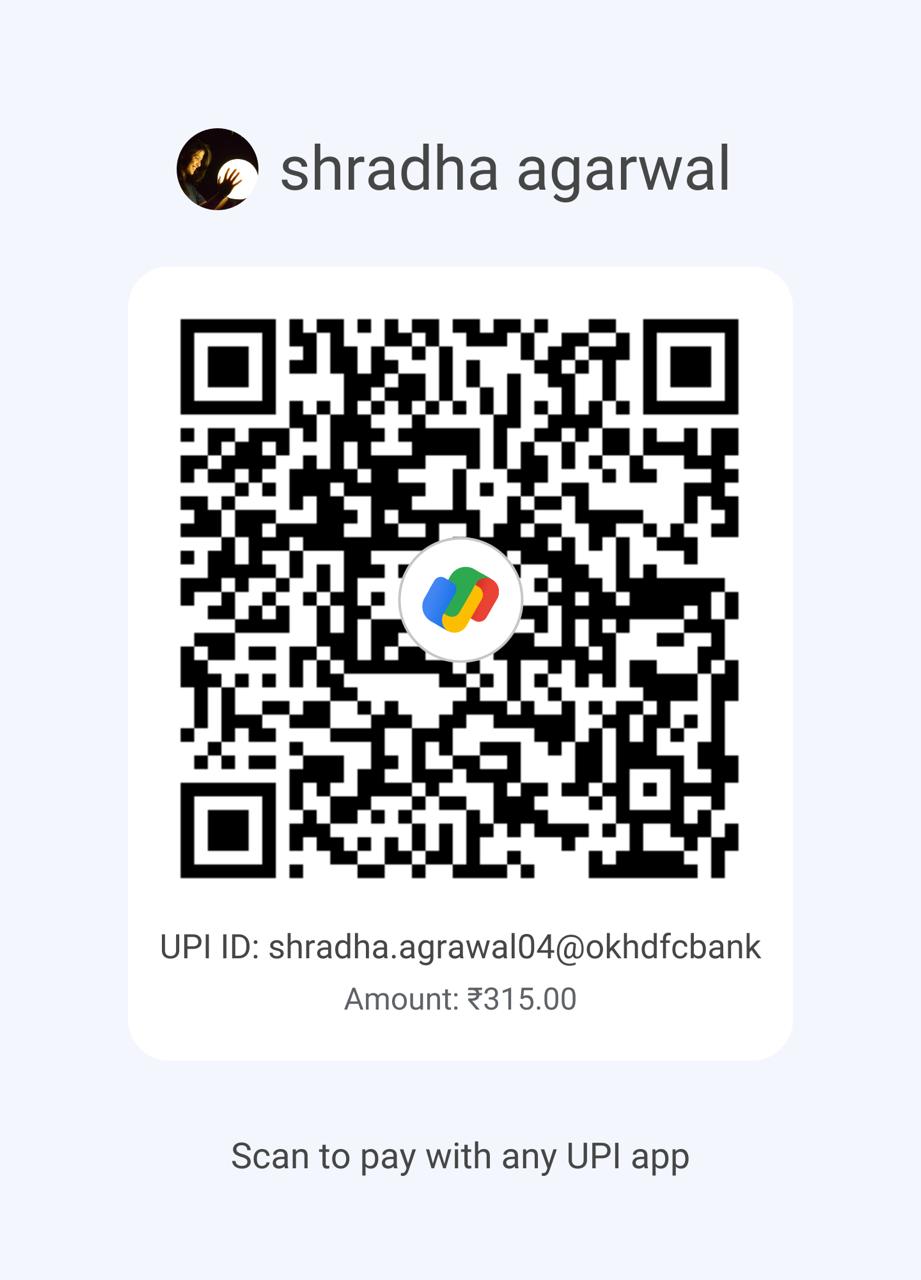 shradha agarwal
UPI ID: shradha.agrawal04@okhdfcbank
Amount: ₹315.00
Scan to pay with any UPI app